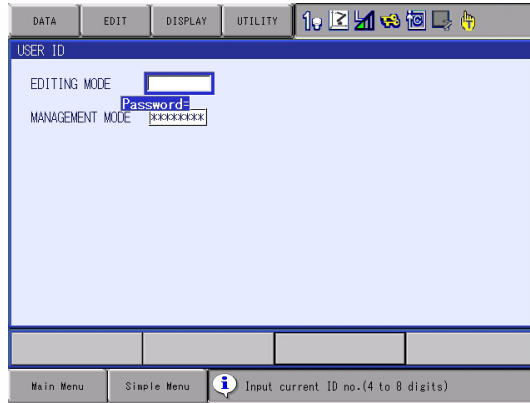 DATA EDIT DISPLAY UTILITY
USER ID
EDITING MODE
Password=
MANAGEMENT MODE ********
Main Menu Simple Menu Input current ID no.(4 to 8 digits)